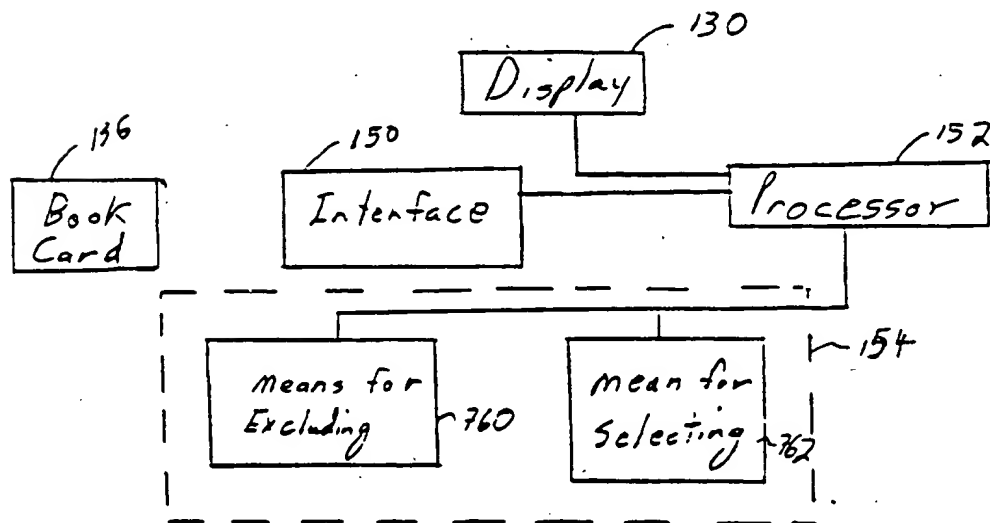 130
Display
136
150
152
Book
Card
Interface
Processor
154
means for
Excluding
760
mean for
Selecting
762